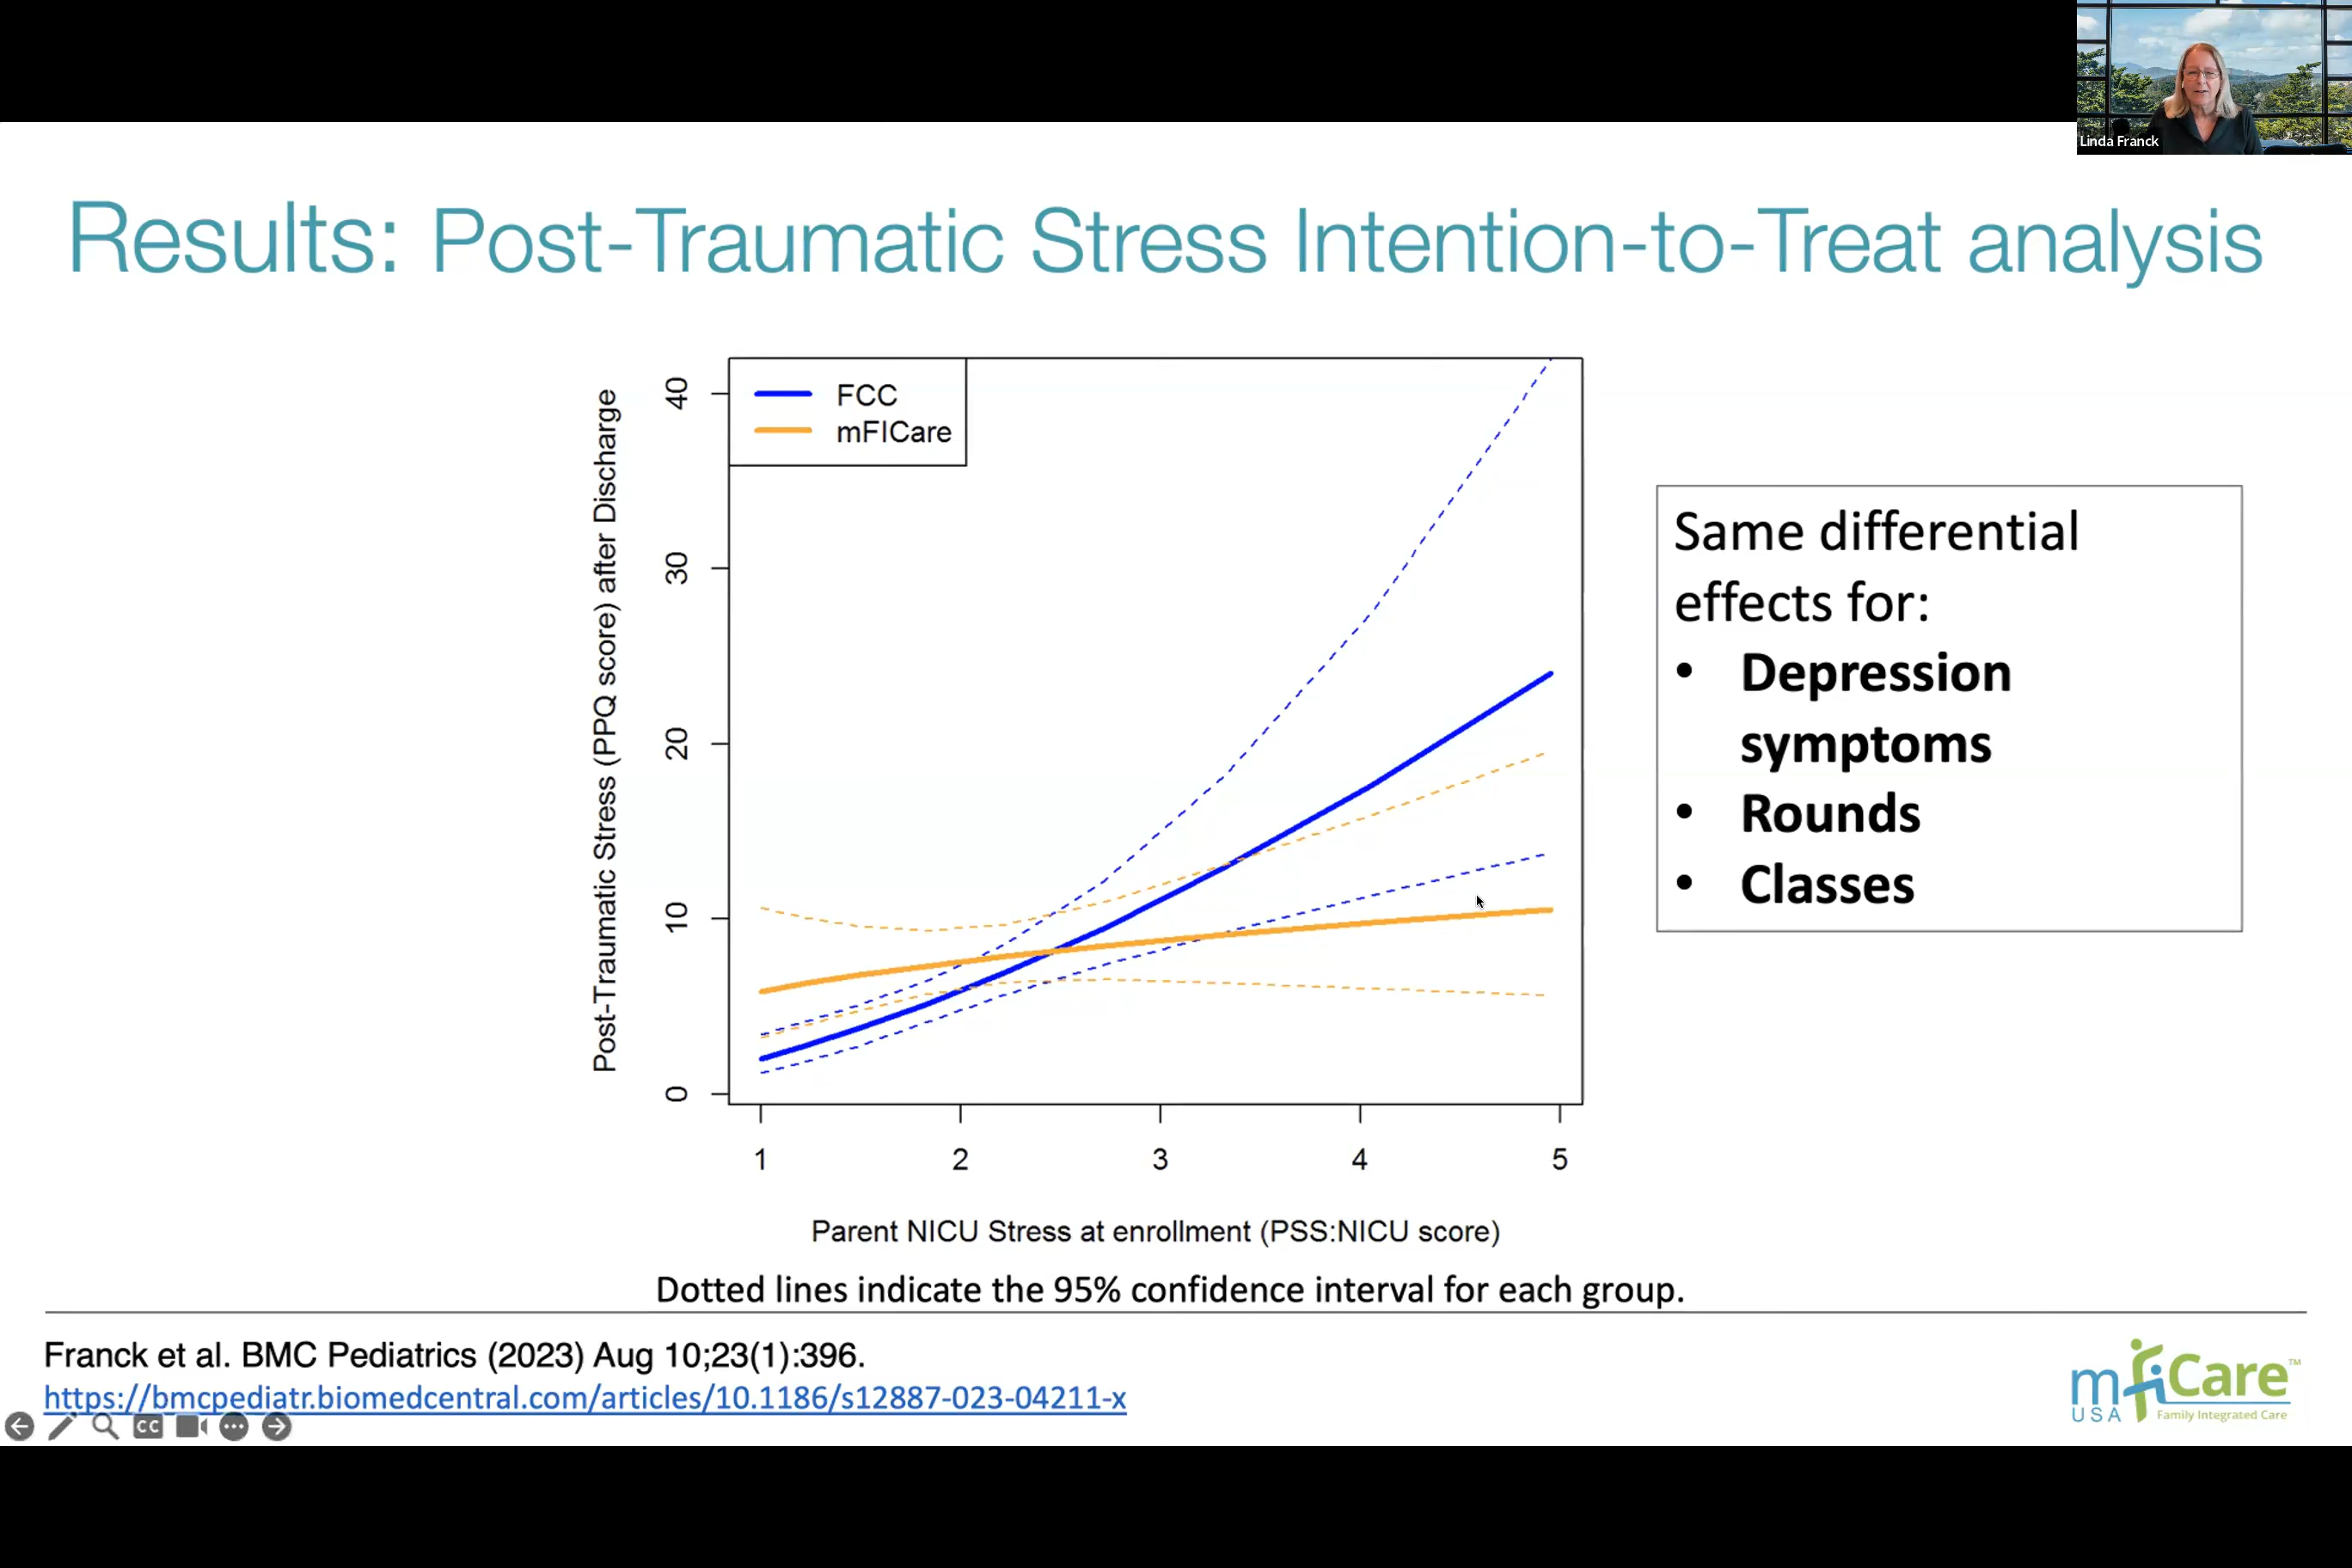 Linda Franck
Results: Post-Traumatic Stress Intention-to-Treat analysis
Post-Traumatic Stress (PPQ score) after Discharge
40
30
20
10
0
FCC
mFICare
1 2 3 4 5
Parent NICU Stress at enrollment (PSS:NICU score)
Dotted lines indicate the 95% confidence interval for each group.
Same differential
effects for:
• Depression
symptoms
• Rounds
• Classes
Franck et al. BMC Pediatrics (2023) Aug 10;23(1):396.
https://bmcpediatr.biomedcentral.com/articles/10.1186/s12887-023-04211-x
CC
mfiCare™
USA Family Integrated Care